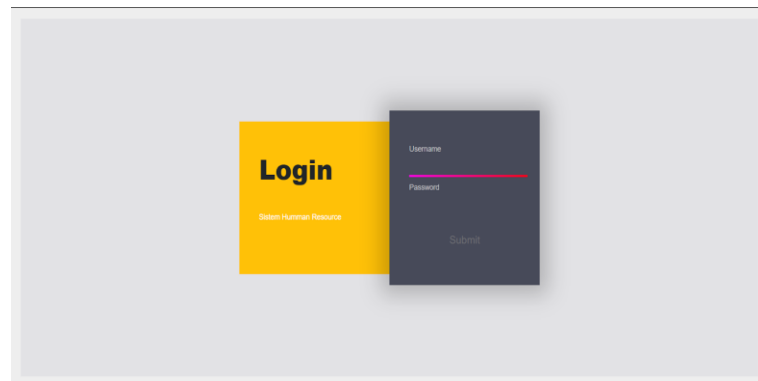 Login
Sistem Humman Resource
Username
Password
Submit